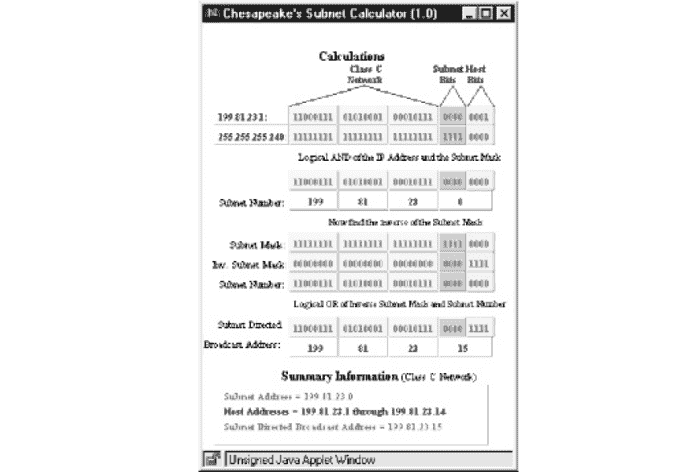 Chesapeake's Subnet Calculator (1.0)
Calculations
Class C Subnet Host
Network Bits Bits
199.81.23.1: 11000111 01010001 00010111 0000 0001
255.255.255.240 11111111 11111111 11111111 1111 0000
Logical AND of the IP Address and the Subnet Mask
11000111 01010001 00010111 0000 0000
Subnet Number: 199 81 23 0
Now find the inverse of the Subnet Mask
Subnet Mask: 11111111 11111111 11111111 1111 0000
Inv. Subnet Mask 00000000 00000000 00000000 0000 1111
Subnet Number: 11000111 01010001 00010111 0000 0000
Logical OR of Inverse Subnet Mask and Subnet Number
Subnet Directed 11000111 01010001 00010111 0000 1111
Broadcast Address: 199 81 23 15
Summary Information (Class C Network)
Subnet Address = 199.81.23.0
Host Addresses = 199.81.23.1 through 199.81.23.14
Subnet Directed Broadcast Address = 199.81.23.15
Unsigned Java Applet Window